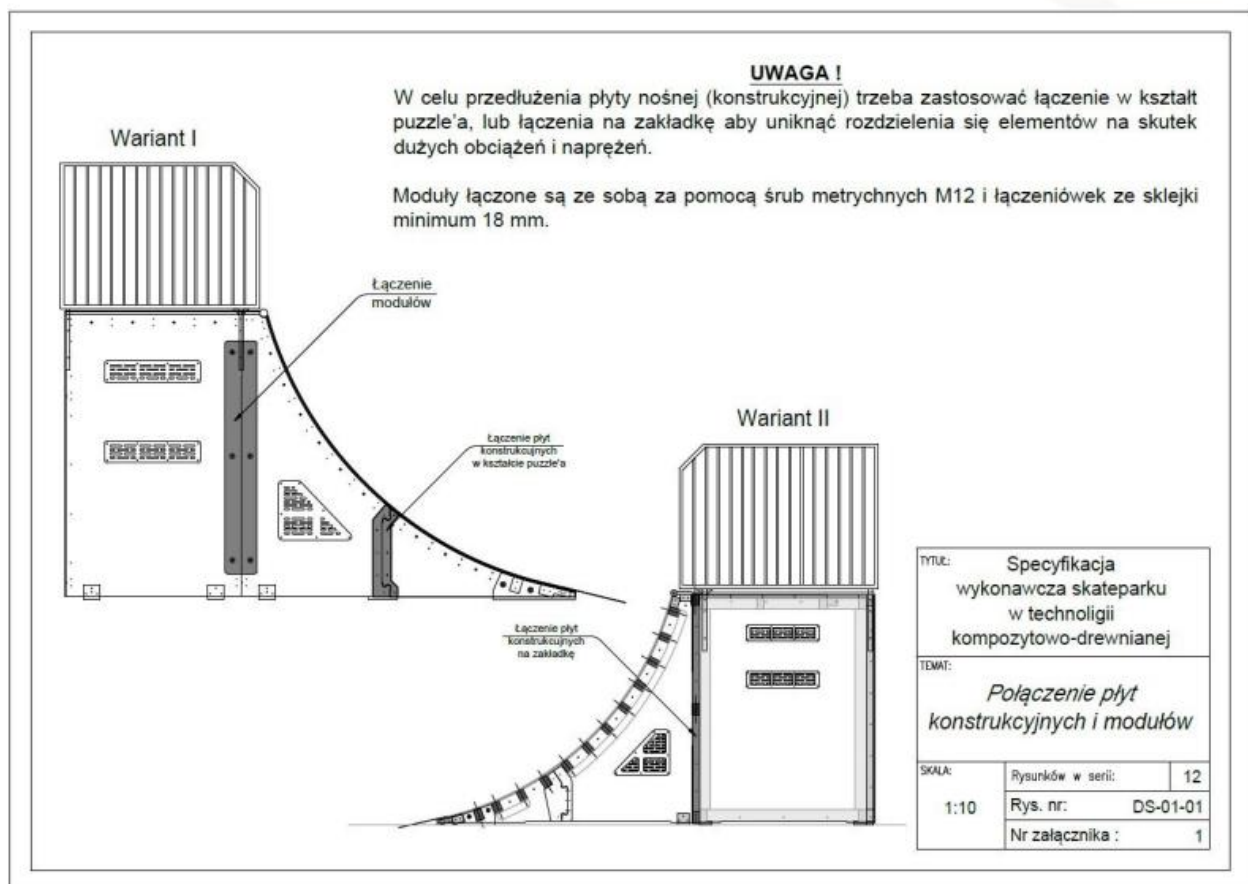 UWAGA !
W celu przedłużenia płyty nośnej (konstrukcyjnej) trzeba zastosować łączenie w kształt
puzzle'a, lub łączenia na zakładkę aby uniknąć rozdzielenia się elementów na skutek
dużych obciążeń i naprężeń.
Moduły łączone są ze sobą za pomocą śrub metrycznych M12 i łączeniówek ze sklejki
minimum 18 mm.
Wariant I
Łączenie
modułów
Łączenie płyt
konstrukcujnych
w kształcie puzzle'a
Wariant II
Łączenie płyt
konstrukcujnych
na zakładkę
TYTUŁ:
Specyfikacja
wykonawcza skateparku
w technoligii
kompozytowo-drewnianej
TEMAT:
Połączenie płyt
konstrukcyjnych i modułów
SKALA:
1:10
Rysunków w serii: 12
Rys. nr: DS-01-01
Nr załącznika : 1